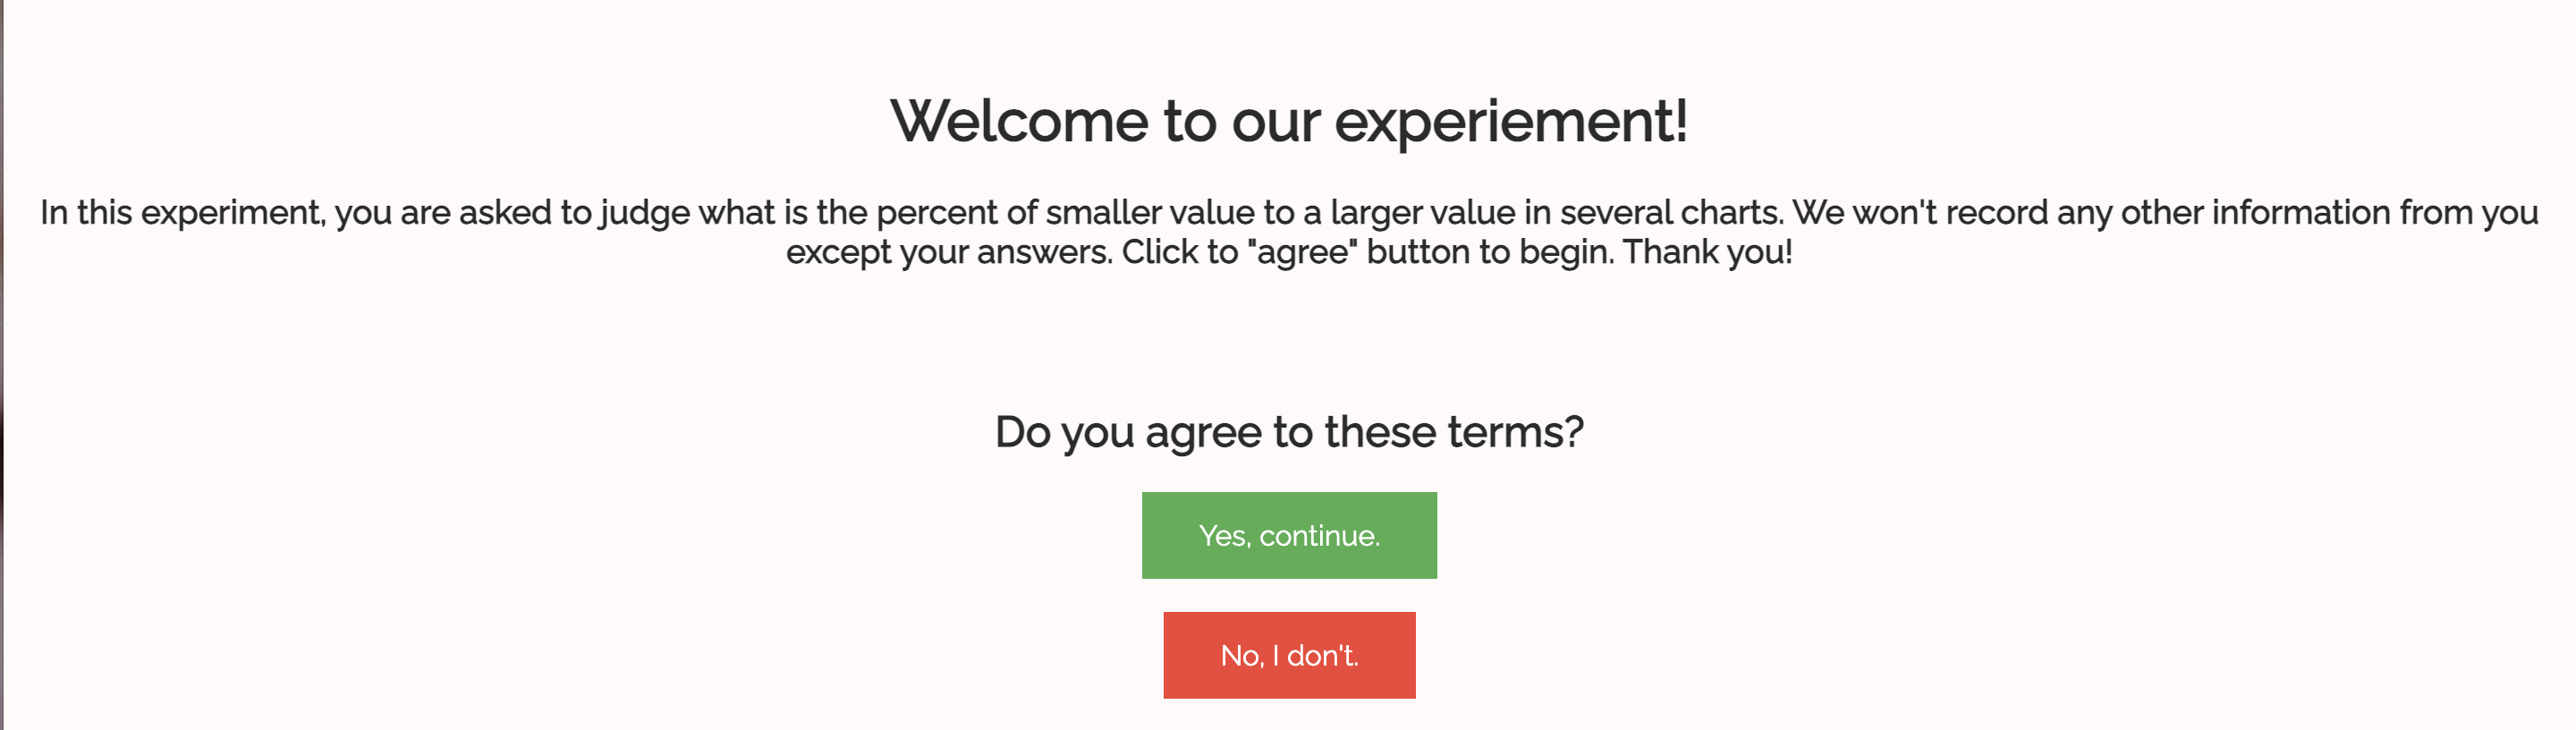 Welcome to our experiement!
In this experiment, you are asked to judge what is the percent of smaller value to a larger value in several charts. We won't record any other information from you
except your answers. Click to "agree" button to begin. Thank you!
Do you agree to these terms?
Yes, continue.
No, I don't.